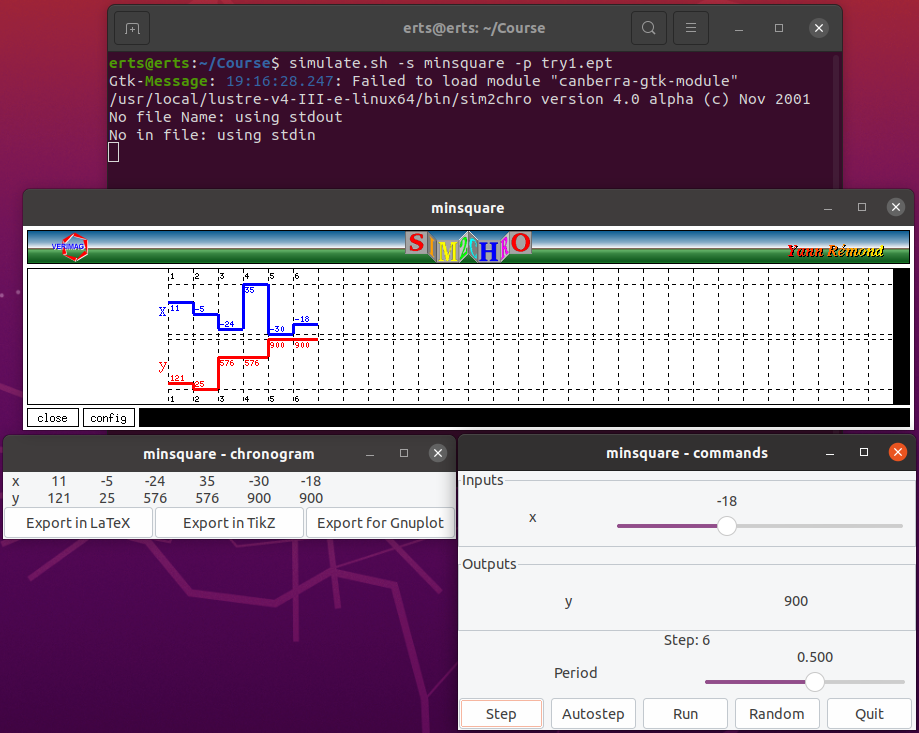 erts@erts: ~/Course
erts@erts:~/Course$ simulate.sh -s minsquare -p try1.ept
Gtk-Message: 19:16:28.247: Failed to load module "canberra-gtk-module"
/usr/local/lustre-v4-III-e-linux64/bin/sim2chro version 4.0 alpha (c) Nov 2001
No file Name: using stdout
No in file: using stdin
minsquare
VERIMAG SIM2CHRO Yann Rémond
1 2 3 4 5 6
x 11 -5 -24 35 -30 -18
y 121 25 576 576 900 900
1 2 3 4 5 6
close config
minsquare - chronogram
x 11 -5 -24 35 -30 -18
y 121 25 576 576 900 900
Export in LaTeX Export in TikZ Export for Gnuplot
minsquare - commands
Inputs
x -18
Outputs
y 900
Step: 6
Period 0.500
Step Autostep Run Random Quit